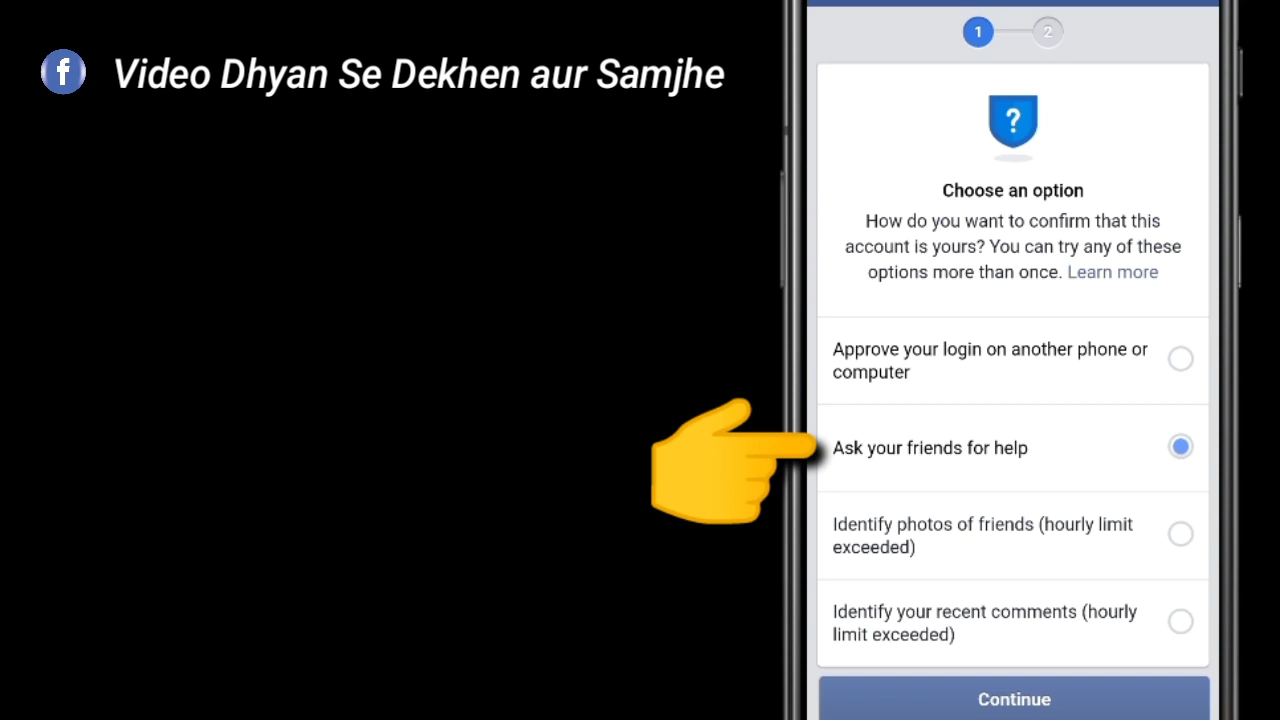 f
Video Dhyan Se Dekhen aur Samjhe
1
2
?
Choose an option
How do you want to confirm that this
account is yours? You can try any of these
options more than once. Learn more
Approve your login on another phone or
computer
Ask your friends for help
Identify photos of friends (hourly limit
exceeded)
Identify your recent comments (hourly
limit exceeded)
Continue